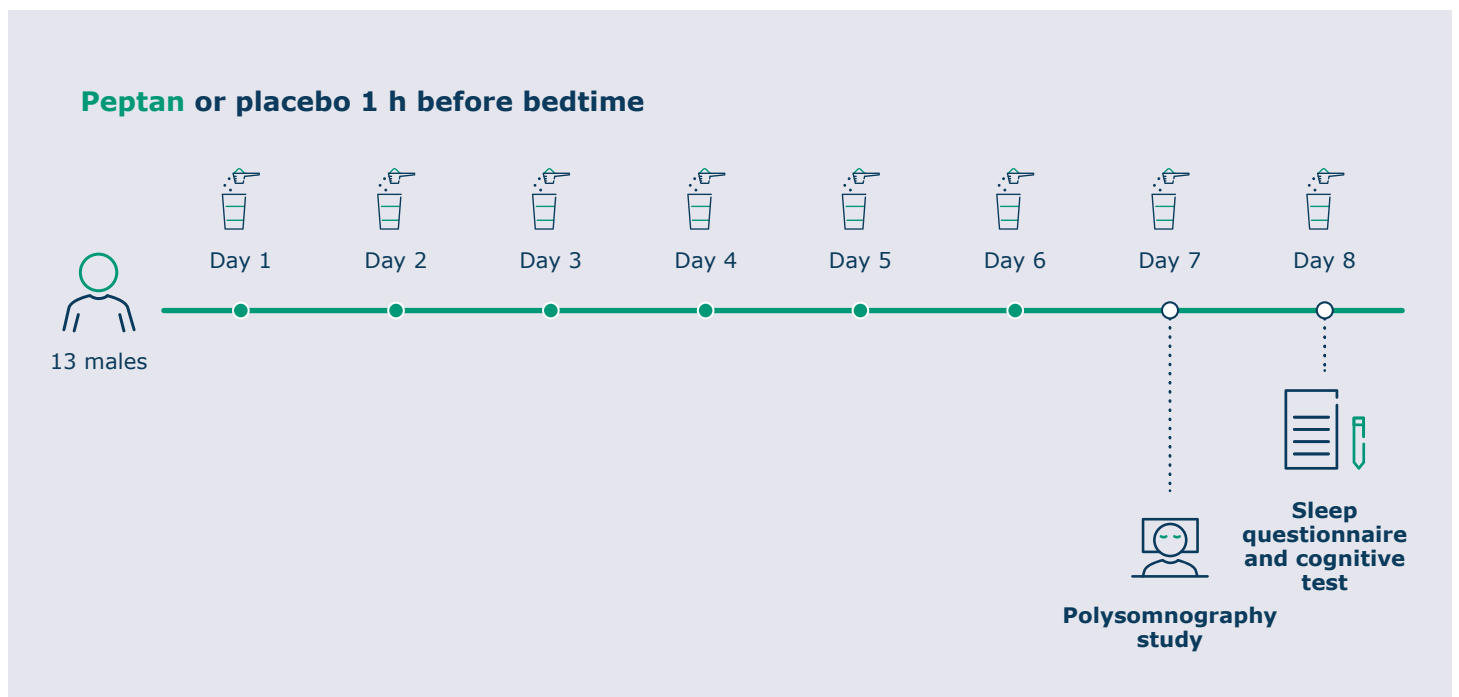 Peptan or placebo 1 h before bedtime
Day 1
Day 2
Day 3
Day 4
Day 5
Day 6
Day 7
Day 8
13 males
Sleep
questionnaire
and cognitive
test
Polysomnography
study